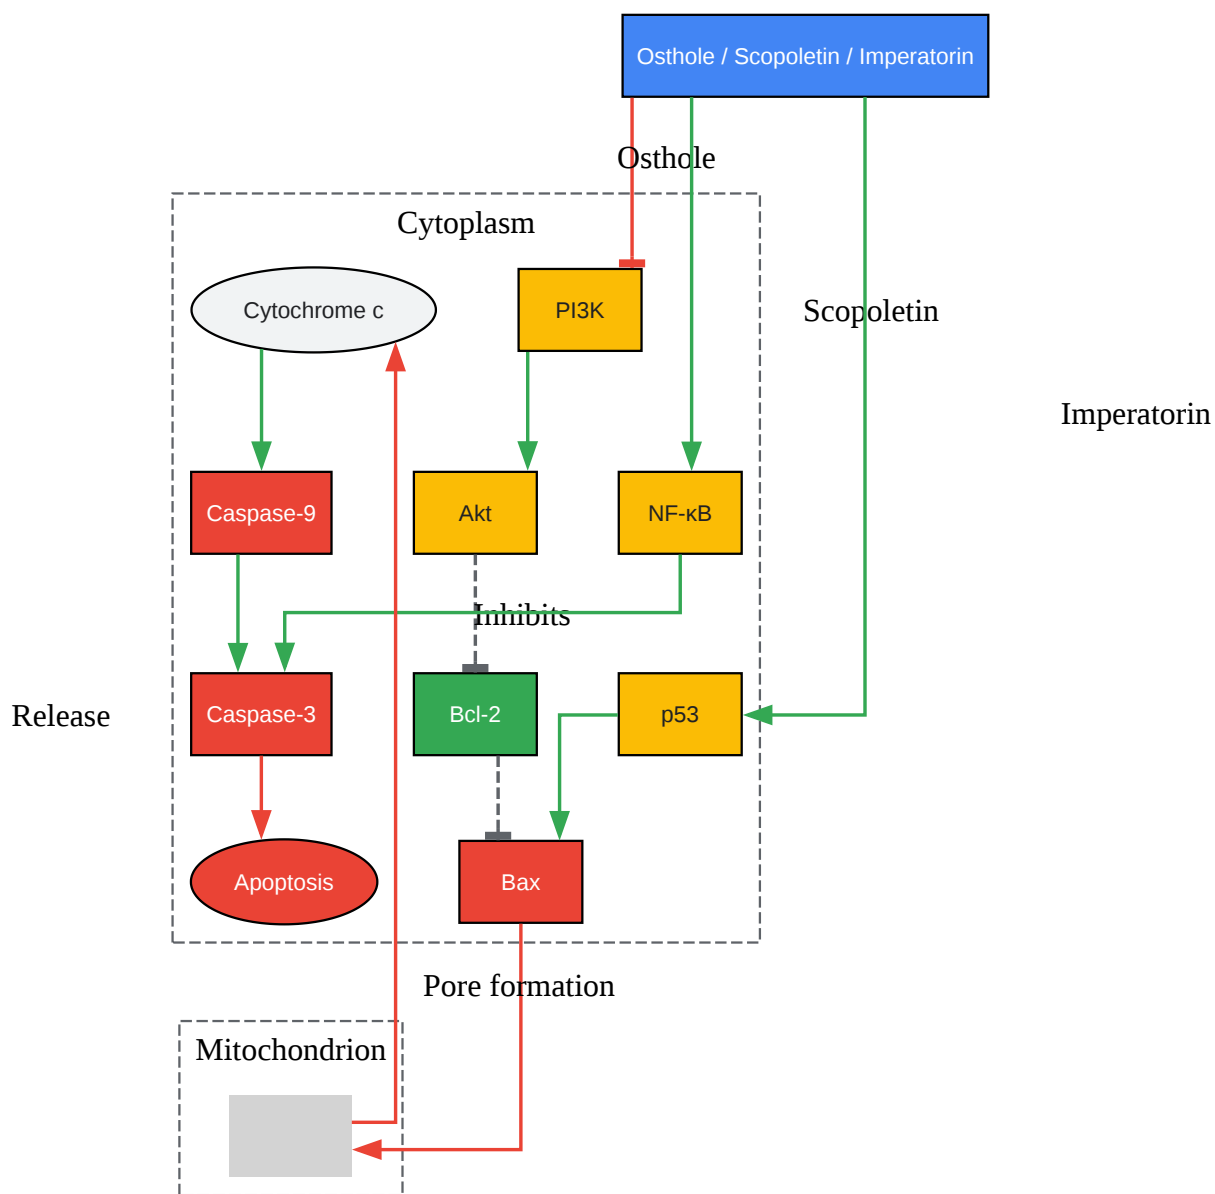 Osthole / Scopoletin / Imperatorin
Osthole
Cytoplasm
Cytochrome c
PI3K
Scopoletin
Imperatorin
Caspase-9
Akt
NF-κB
Inhibits
Release
Caspase-3
Bcl-2
p53
Apoptosis
Bax
Pore formation
Mitochondrion